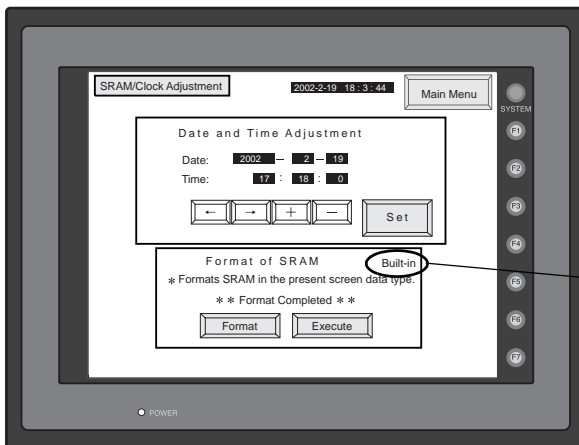 SRAM/Clock Adjustment
2002-2-19 18 : 3 : 44
Main Menu
SYSTEM
F1
Date and Time Adjustment
Date: 2002 — 2 — 19
F2
Time: 17 : 18 : 0
← → + −
Set
F3
F4
Format of SRAM
Built-in
* Formats SRAM in the present screen data type.
F5
* * Format Completed * *
F6
Format
Execute
F7
POWER